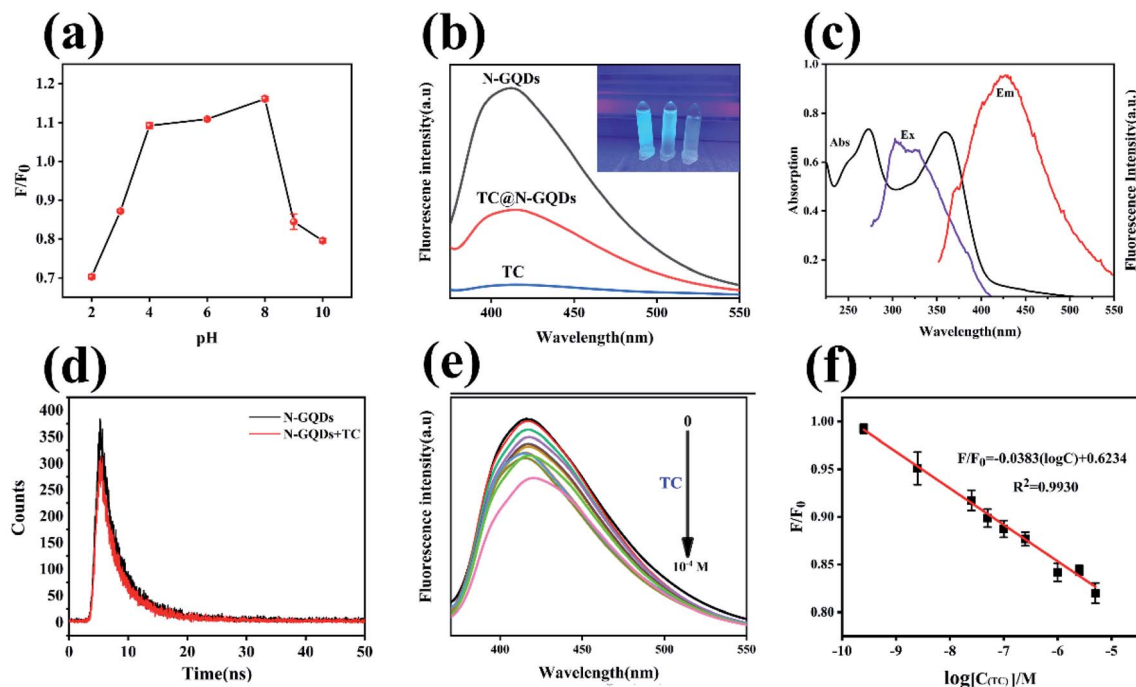 (a)
1.2
1.1
1.0
0.9
0.8
0.7
F/F₀
2
4
6
8
10
pH
(b)
N-GQDs
TC@N-GQDs
TC
Fluorescene intensity(a.u)
400
450
500
550
Wavelength(nm)
(c)
1.0
0.8
0.6
0.4
0.2
Absorption
Abs
Ex
Em
Fluorescence Intensity(a.u.)
250
300
350
400
450
500
550
Wavelength(nm)
(d)
400
350
300
250
200
150
100
50
0
Counts
N-GQDs
N-GQDs+TC
0
10
20
30
40
50
Time(ns)
(e)
Fluorescence intensity(a.u)
0
TC
10⁻⁴ M
400
450
500
550
Wavelength(nm)
(f)
1.00
0.95
0.90
0.85
0.80
F/F₀
F/F₀=-0.0383(logC)+0.6234
R²=0.9930
-10
-9
-8
-7
-6
-5
log[C(TC)]/M